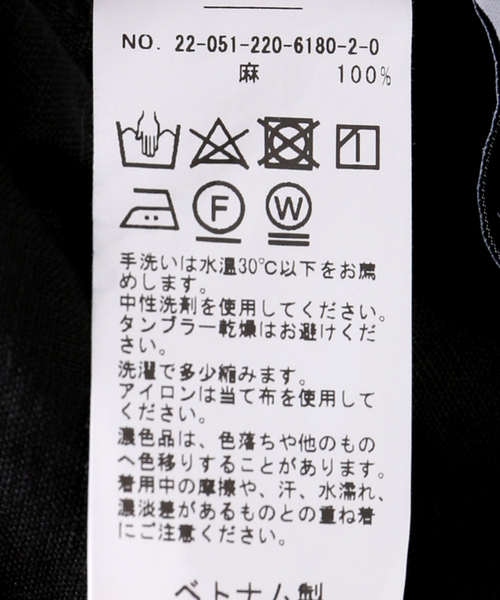 NO. 22-051-220-6180-2-0
麻 100%
F W
手洗いは水温30℃以下をお薦
めします。
中性洗剤を使用してください。
タンブラー乾燥はお避けくだ
さい。
洗濯で多少縮みます。
アイロンは当て布を使用して
ください。
濃色品は、色落ちや他のもの
へ色移りすることがあります。
着用中の摩擦や、汗、水濡れ、
濃淡差があるものとの重ね着
にご注意ください。
ベトナム製